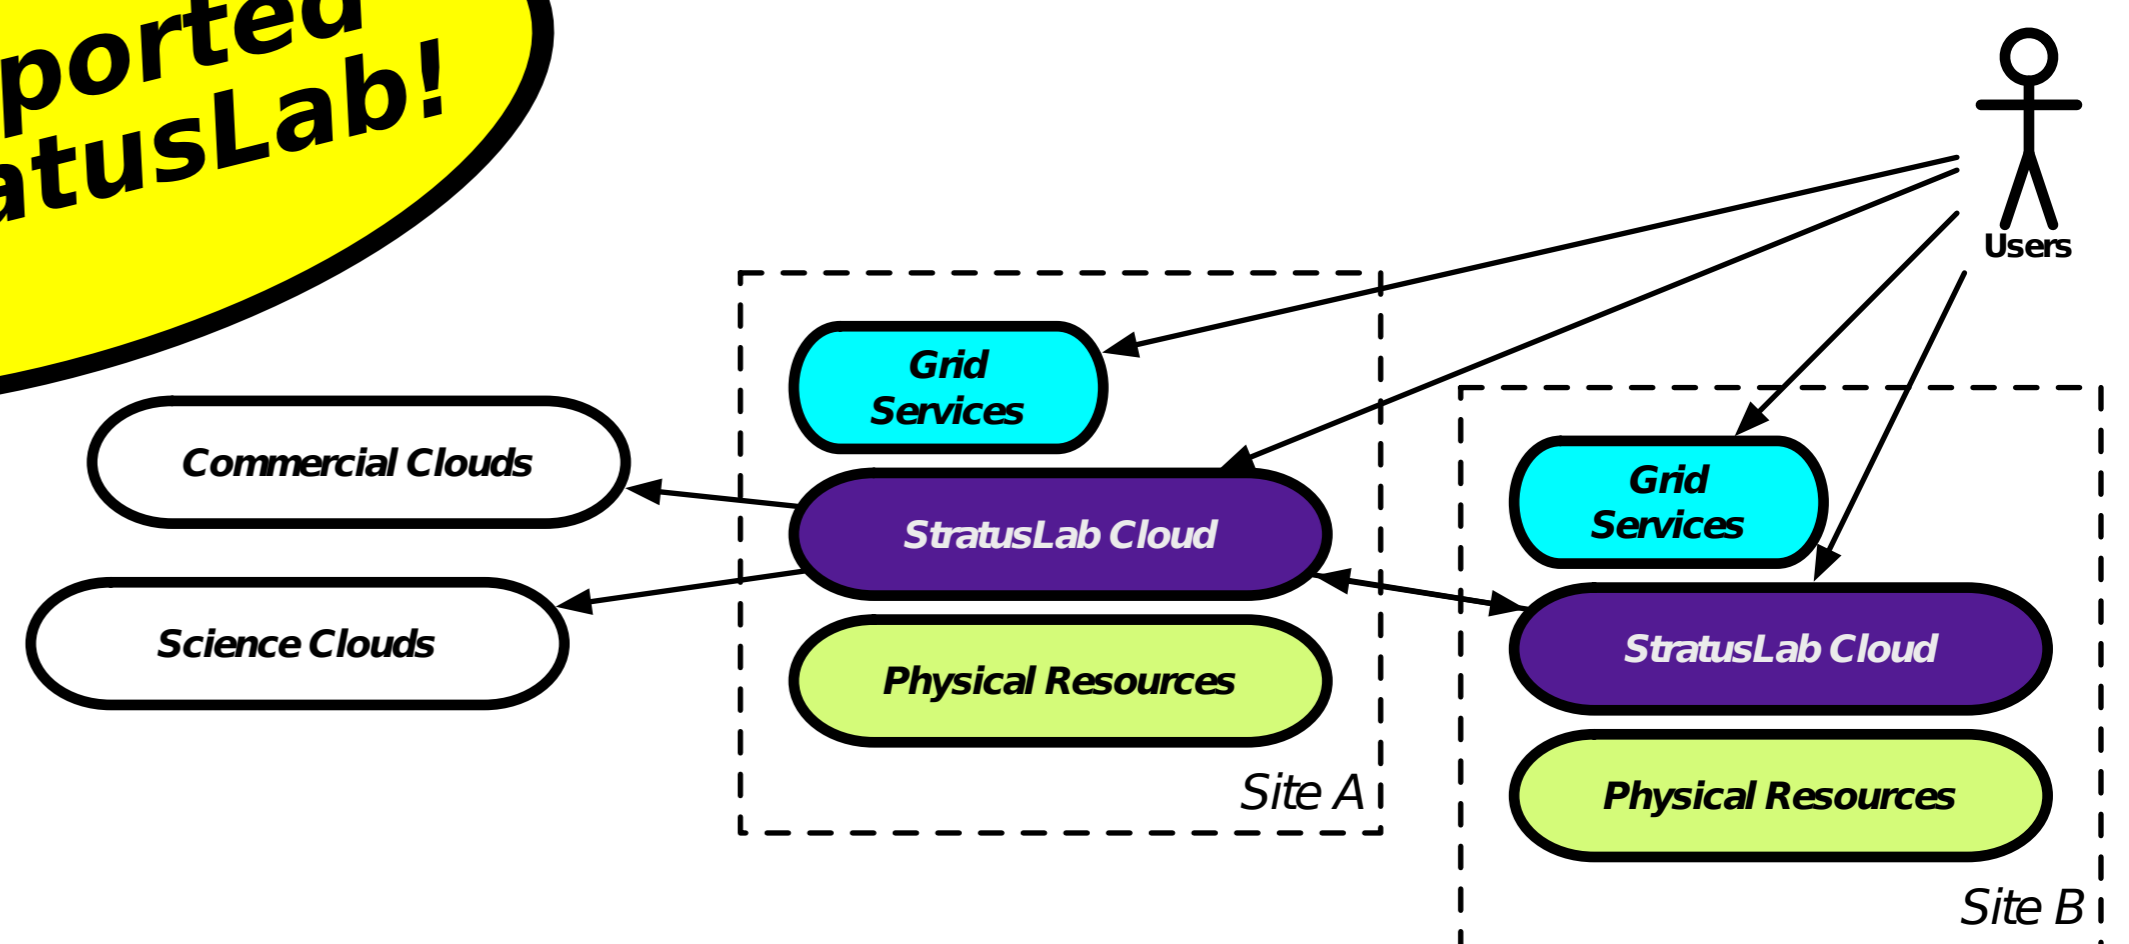 ported
atusLab!
Users
Grid
Services
Commercial Clouds
StratusLab Cloud
Science Clouds
Physical Resources
Site A
Grid
Services
StratusLab Cloud
Physical Resources
Site B